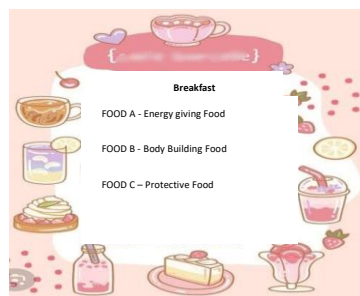 Breakfast
FOOD A - Energy giving Food
FOOD B - Body Building Food
FOOD C – Protective Food